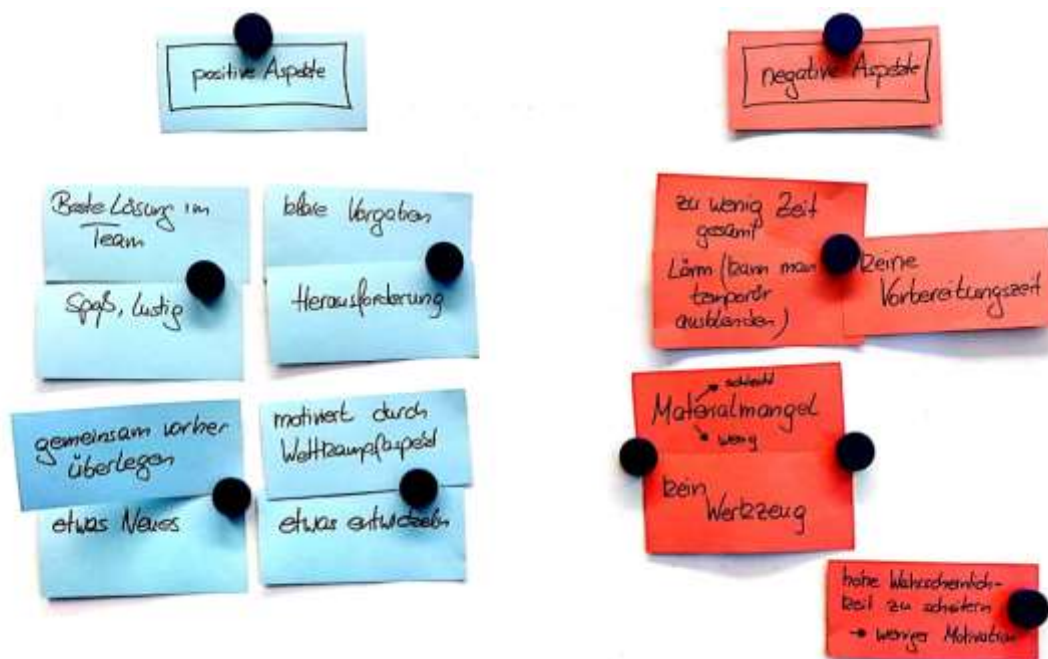 positive Aspekte
negative Aspekte
Beste Lösung im
Team
klare Vorgaben
Spaß, lustig
Herausforderung
gemeinsam vorher
überlegen
motiviert durch
Wettkampfaspekt
etwas Neues
etwas entwickeln
zu wenig Zeit
gesamt
Lärm (kann man
temporär
ausblenden)
keine
Vorbereitungszeit
schlecht
Materialmangel
wenig
kein
Werkzeug
hohe Wahrscheinlich-
keit zu scheitern
→ weniger Motivation